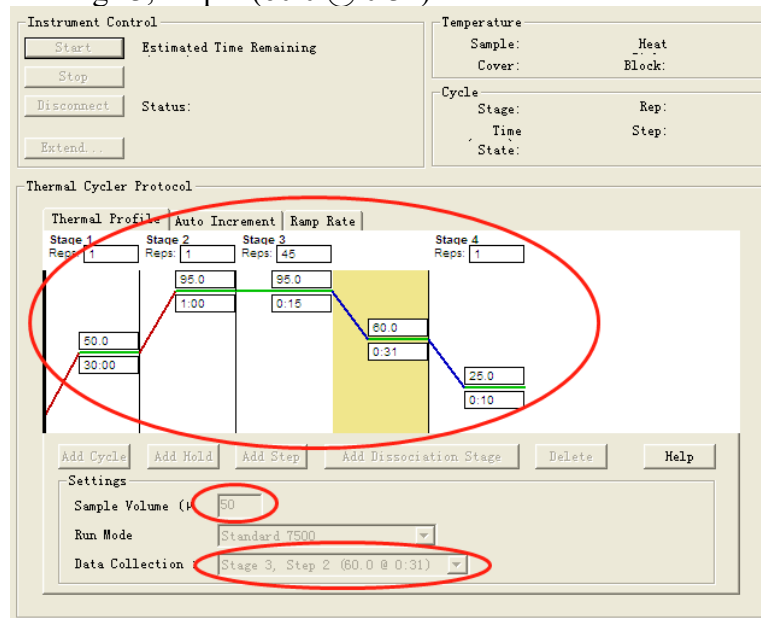 Instrument Control
Temperature
Start Estimated Time Remaining
Sample: Heat
Stop
Cover: Block:
Cycle
Disconnect Status:
Stage: Rep:
Time Step:
Extend...
State:
Thermal Cycler Protocol
Thermal Profile Auto Increment Ramp Rate
Stage 1 Stage 2 Stage 3 Stage 4
Reps: 1 Reps: 1 Reps: 45 Reps: 1
95.0 95.0
1:00 0:15
60.0
50.0
0:31
30:00
25.0
0:10
Add Cycle Add Hold Add Step Add Dissociation Stage Delete Help
Settings
Sample Volume 50
Run Mode Standard 7500
Data Collection Stage 3, Step 2 (60.0 @ 0:31)